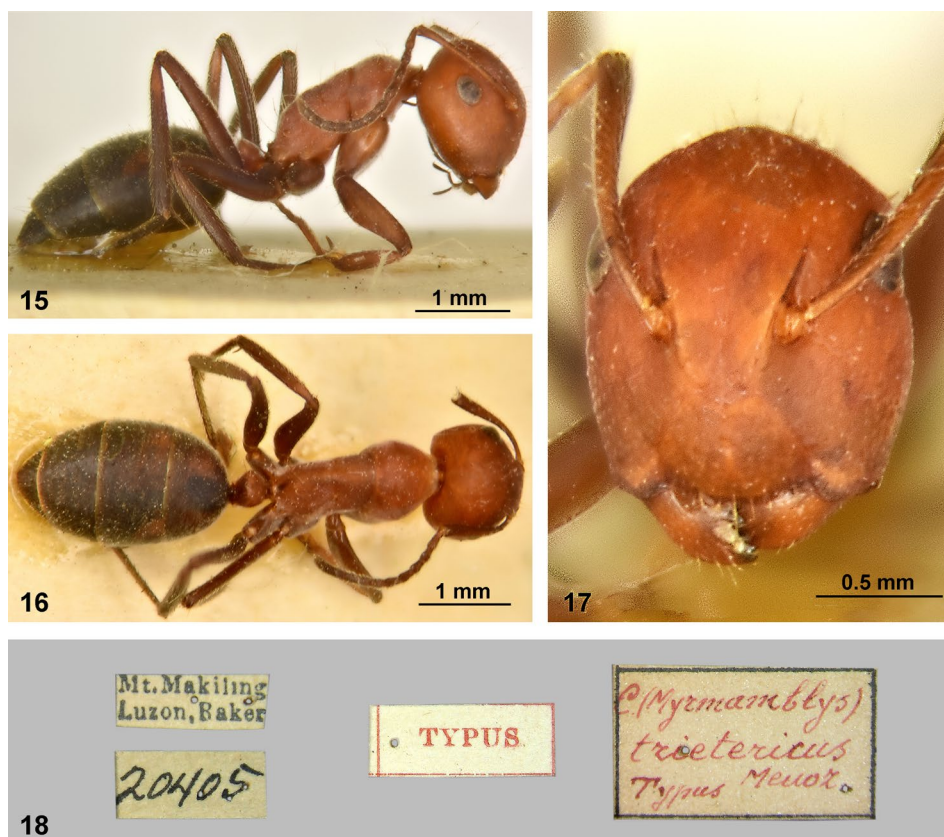 15
1 mm
16
1 mm
17
0.5 mm
Mt. Makiling
Luzon, Baker
20405
TYPUS
C. (Myrmamblys)
trietericus
Typus Menoz.
18